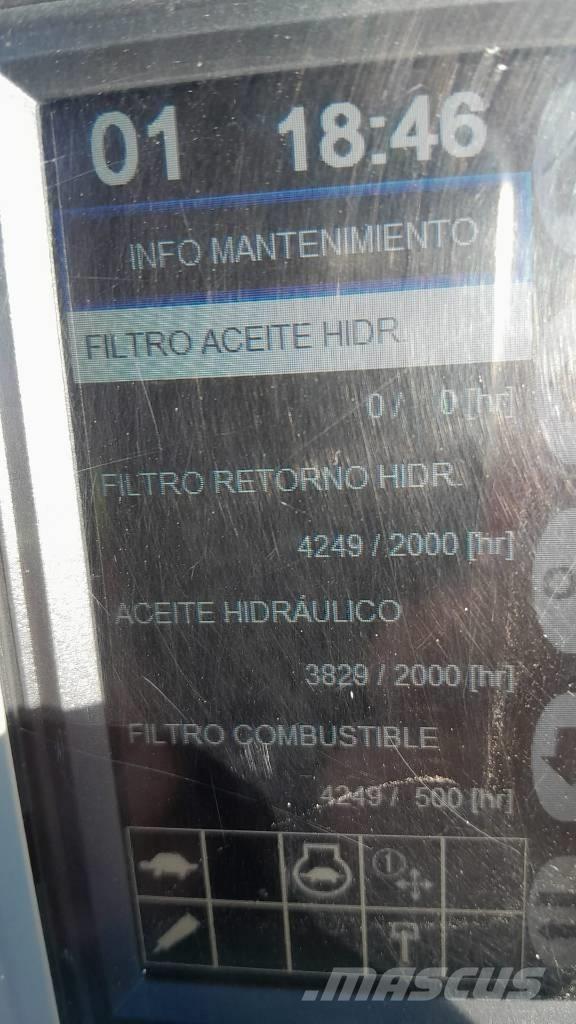 01 18:46
INFO MANTENIMIENTO
FILTRO ACEITE HIDR.
0 / 0 [hr]
FILTRO RETORNO HIDR.
4249 / 2000 [hr]
ACEITE HIDRÁULICO
3829 / 2000 [hr]
FILTRO COMBUSTIBLE
4249 / 500 [hr]
1
MASCUS